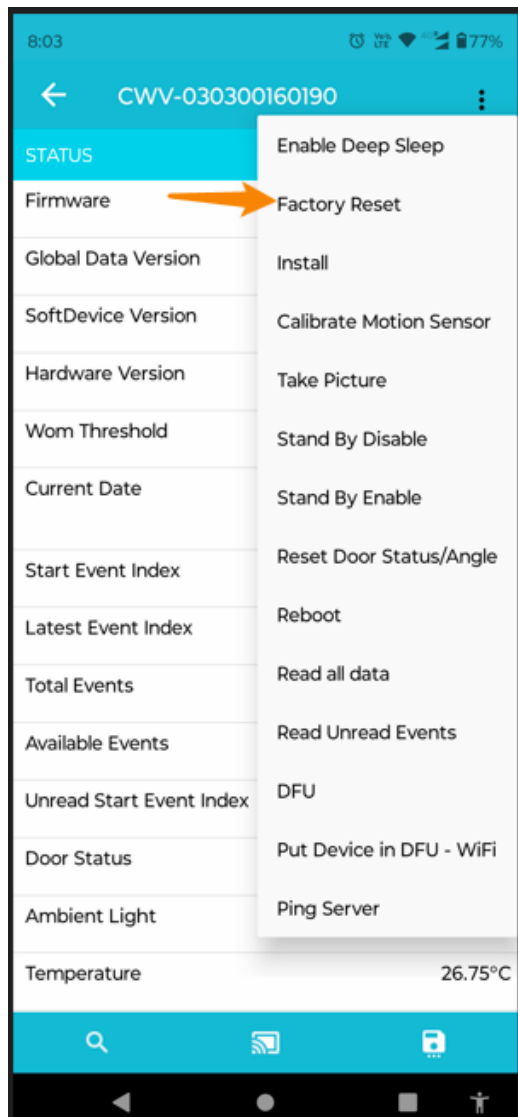 8:03 Vo)) LTE 4G 77%
CWV-030300160190
STATUS
Enable Deep Sleep
Firmware
Factory Reset
Global Data Version
Install
SoftDevice Version
Calibrate Motion Sensor
Hardware Version
Take Picture
Wom Threshold
Stand By Disable
Current Date
Stand By Enable
Start Event Index
Reset Door Status/Angle
Latest Event Index
Reboot
Total Events
Read all data
Available Events
Read Unread Events
Unread Start Event Index
DFU
Door Status
Put Device in DFU - WiFi
Ambient Light
Ping Server
Temperature 26.75°C